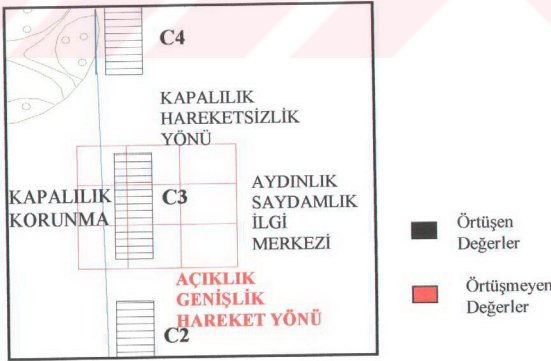 C4
KAPALILIK
HAREKETSİZLİK
YÖNÜ
KAPALILIK
KORUNMA
C3
AYDINLIK
SAYDAMLIK
İLGİ
MERKEZİ
AÇIKLIK
GENİŞLİK
HAREKET YÖNÜ
C2
Örtüşen
Değerler
Örtüşmeyen
Değerler